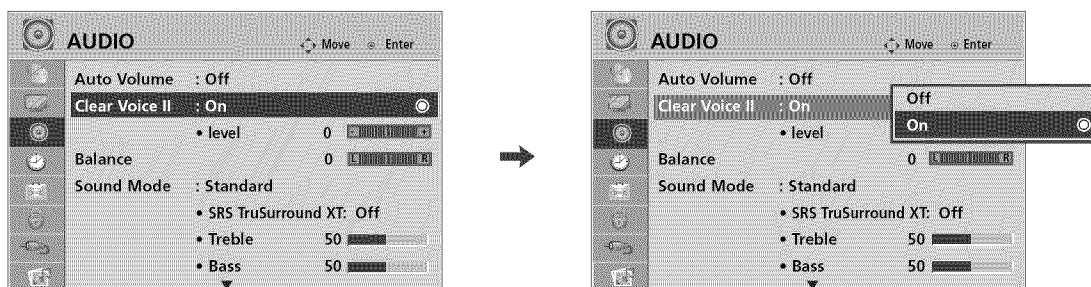 AUDIO
Move Enter
Auto Volume : Off
Clear Voice II : On
• level 0 - +
Balance 0 L R
Sound Mode : Standard
• SRS TruSurround XT: Off
• Treble 50
• Bass 50
AUDIO
Move Enter
Auto Volume : Off
Clear Voice II : On
Off
On
• level
Balance 0 L R
Sound Mode : Standard
• SRS TruSurround XT: Off
• Treble 50
• Bass 50